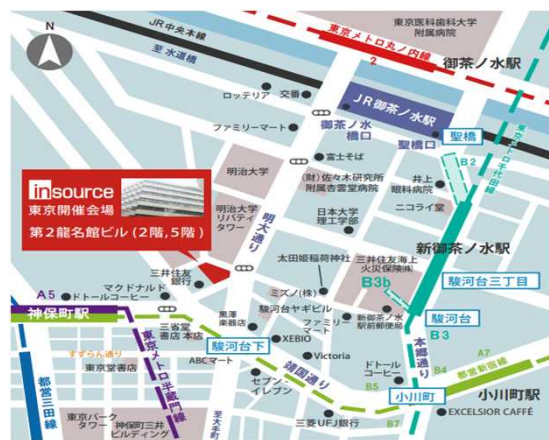 N
JR中央本線
至 水道橋
東京メトロ丸ノ内線
2
東京医科歯科大学
附属病院
御茶ノ水駅
ロッテリア
交番
ファミリーマート
御茶ノ水
橋口
JR御茶ノ水駅
聖橋
聖橋口
B2
東京メトロ千代田線
富士そば
明治大学
(財)佐々木研究所
附属杏雲堂病院
井上
眼科病院
ニコライ堂
insource
東京開催会場
第2龍名館ビル (2階,5階)
明治大学
リバティ
タワー
明大通り
日本大学
理工学部
新御茶ノ水駅
太田姫稲荷神社
三井住友海上
火災保険㈱
駿河台三丁目
B3b
三井住友
銀行
ミズノ(株)
駿河台ヤギビル
ファミリー
マート
新御茶ノ水
駅前郵便局
駿河台
B3
A5
マクドナルド
ドトールコーヒー
神保町駅
三省堂
書店 本店
黒澤
楽器店
駿河台下
XEBIO
Victoria
本郷通り
A7
都営新宿線
すずらん通り
東京堂書店
ABCマート
東京メトロ半蔵門線
セブン-
イレブン
靖国通り
ドトール
コーヒー
B4
B5
小川町
小川町駅
都営三田線
東京パーク
タワー
神保町三井
ビルディング
至大手町
三菱UFJ銀行
B7
EXCELSIOR CAFFÉ